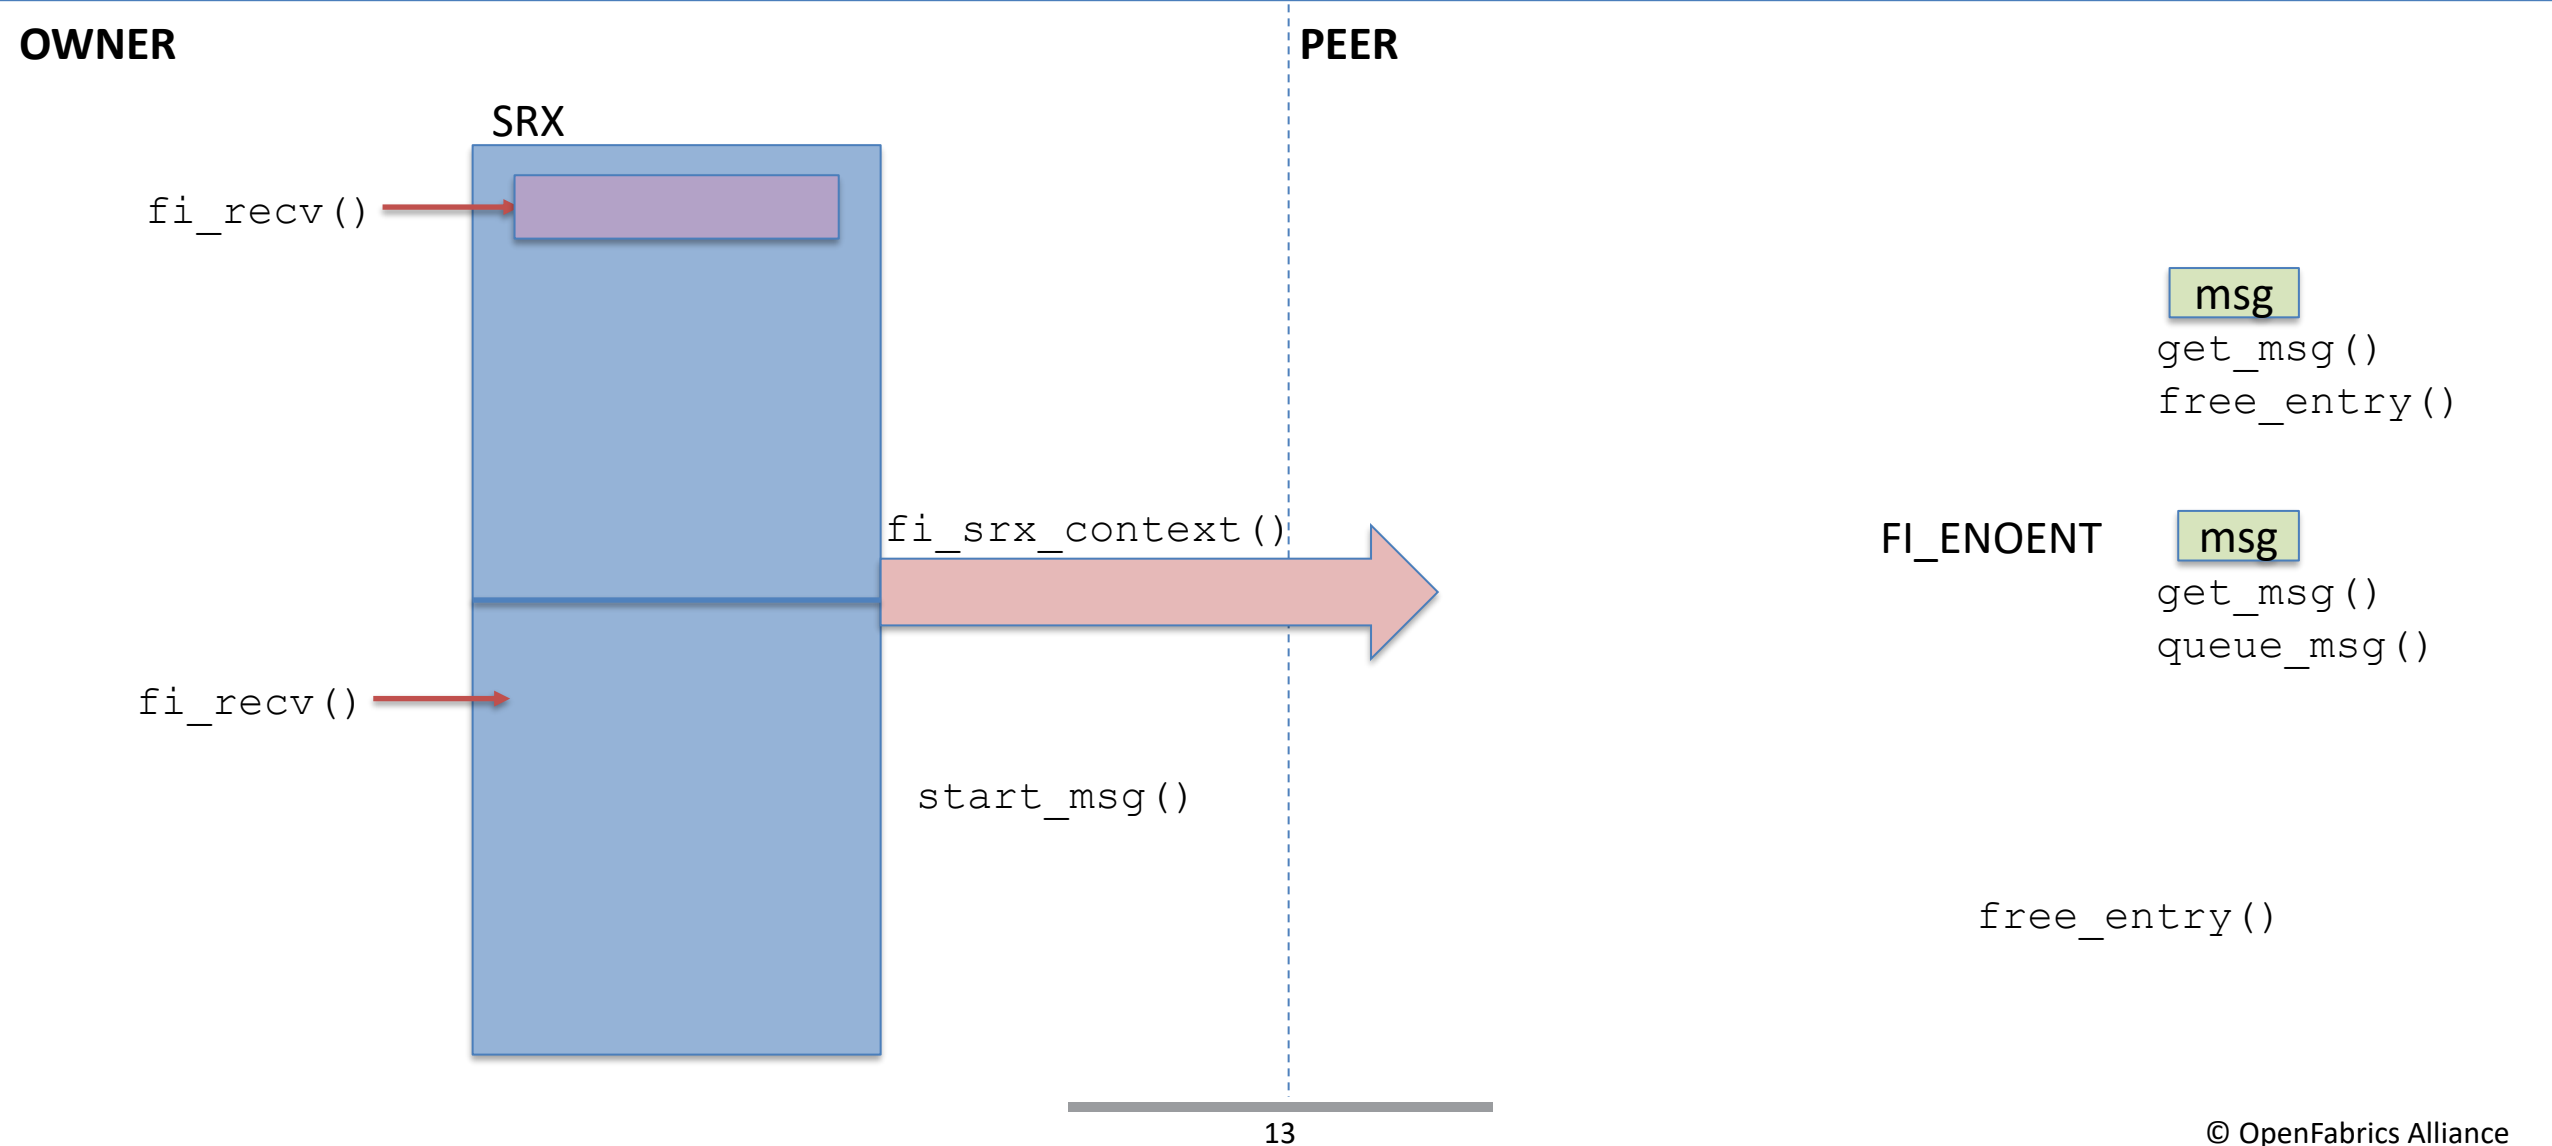 OWNER
PEER
SRX
fi_recv()
msg
get_msg()
free_entry()
fi_srx_context()
FI_ENOENT
msg
get_msg()
queue_msg()
fi_recv()
start_msg()
free_entry()
13
© OpenFabrics Alliance